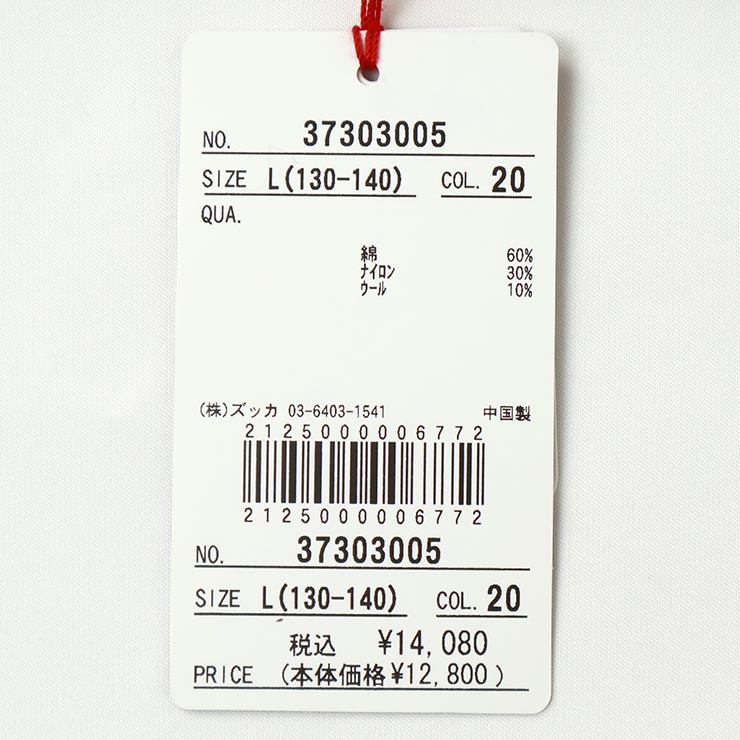 NO. 37303005
SIZE L(130-140) COL. 20
QUA.
綿 60%
ナイロン 30%
ウール 10%
(株)ズッカ 03-6403-1541 中国製
2125000006772
2125000006772
NO. 37303005
SIZE L(130-140) COL. 20
税込 ¥14,080
PRICE (本体価格¥12,800)